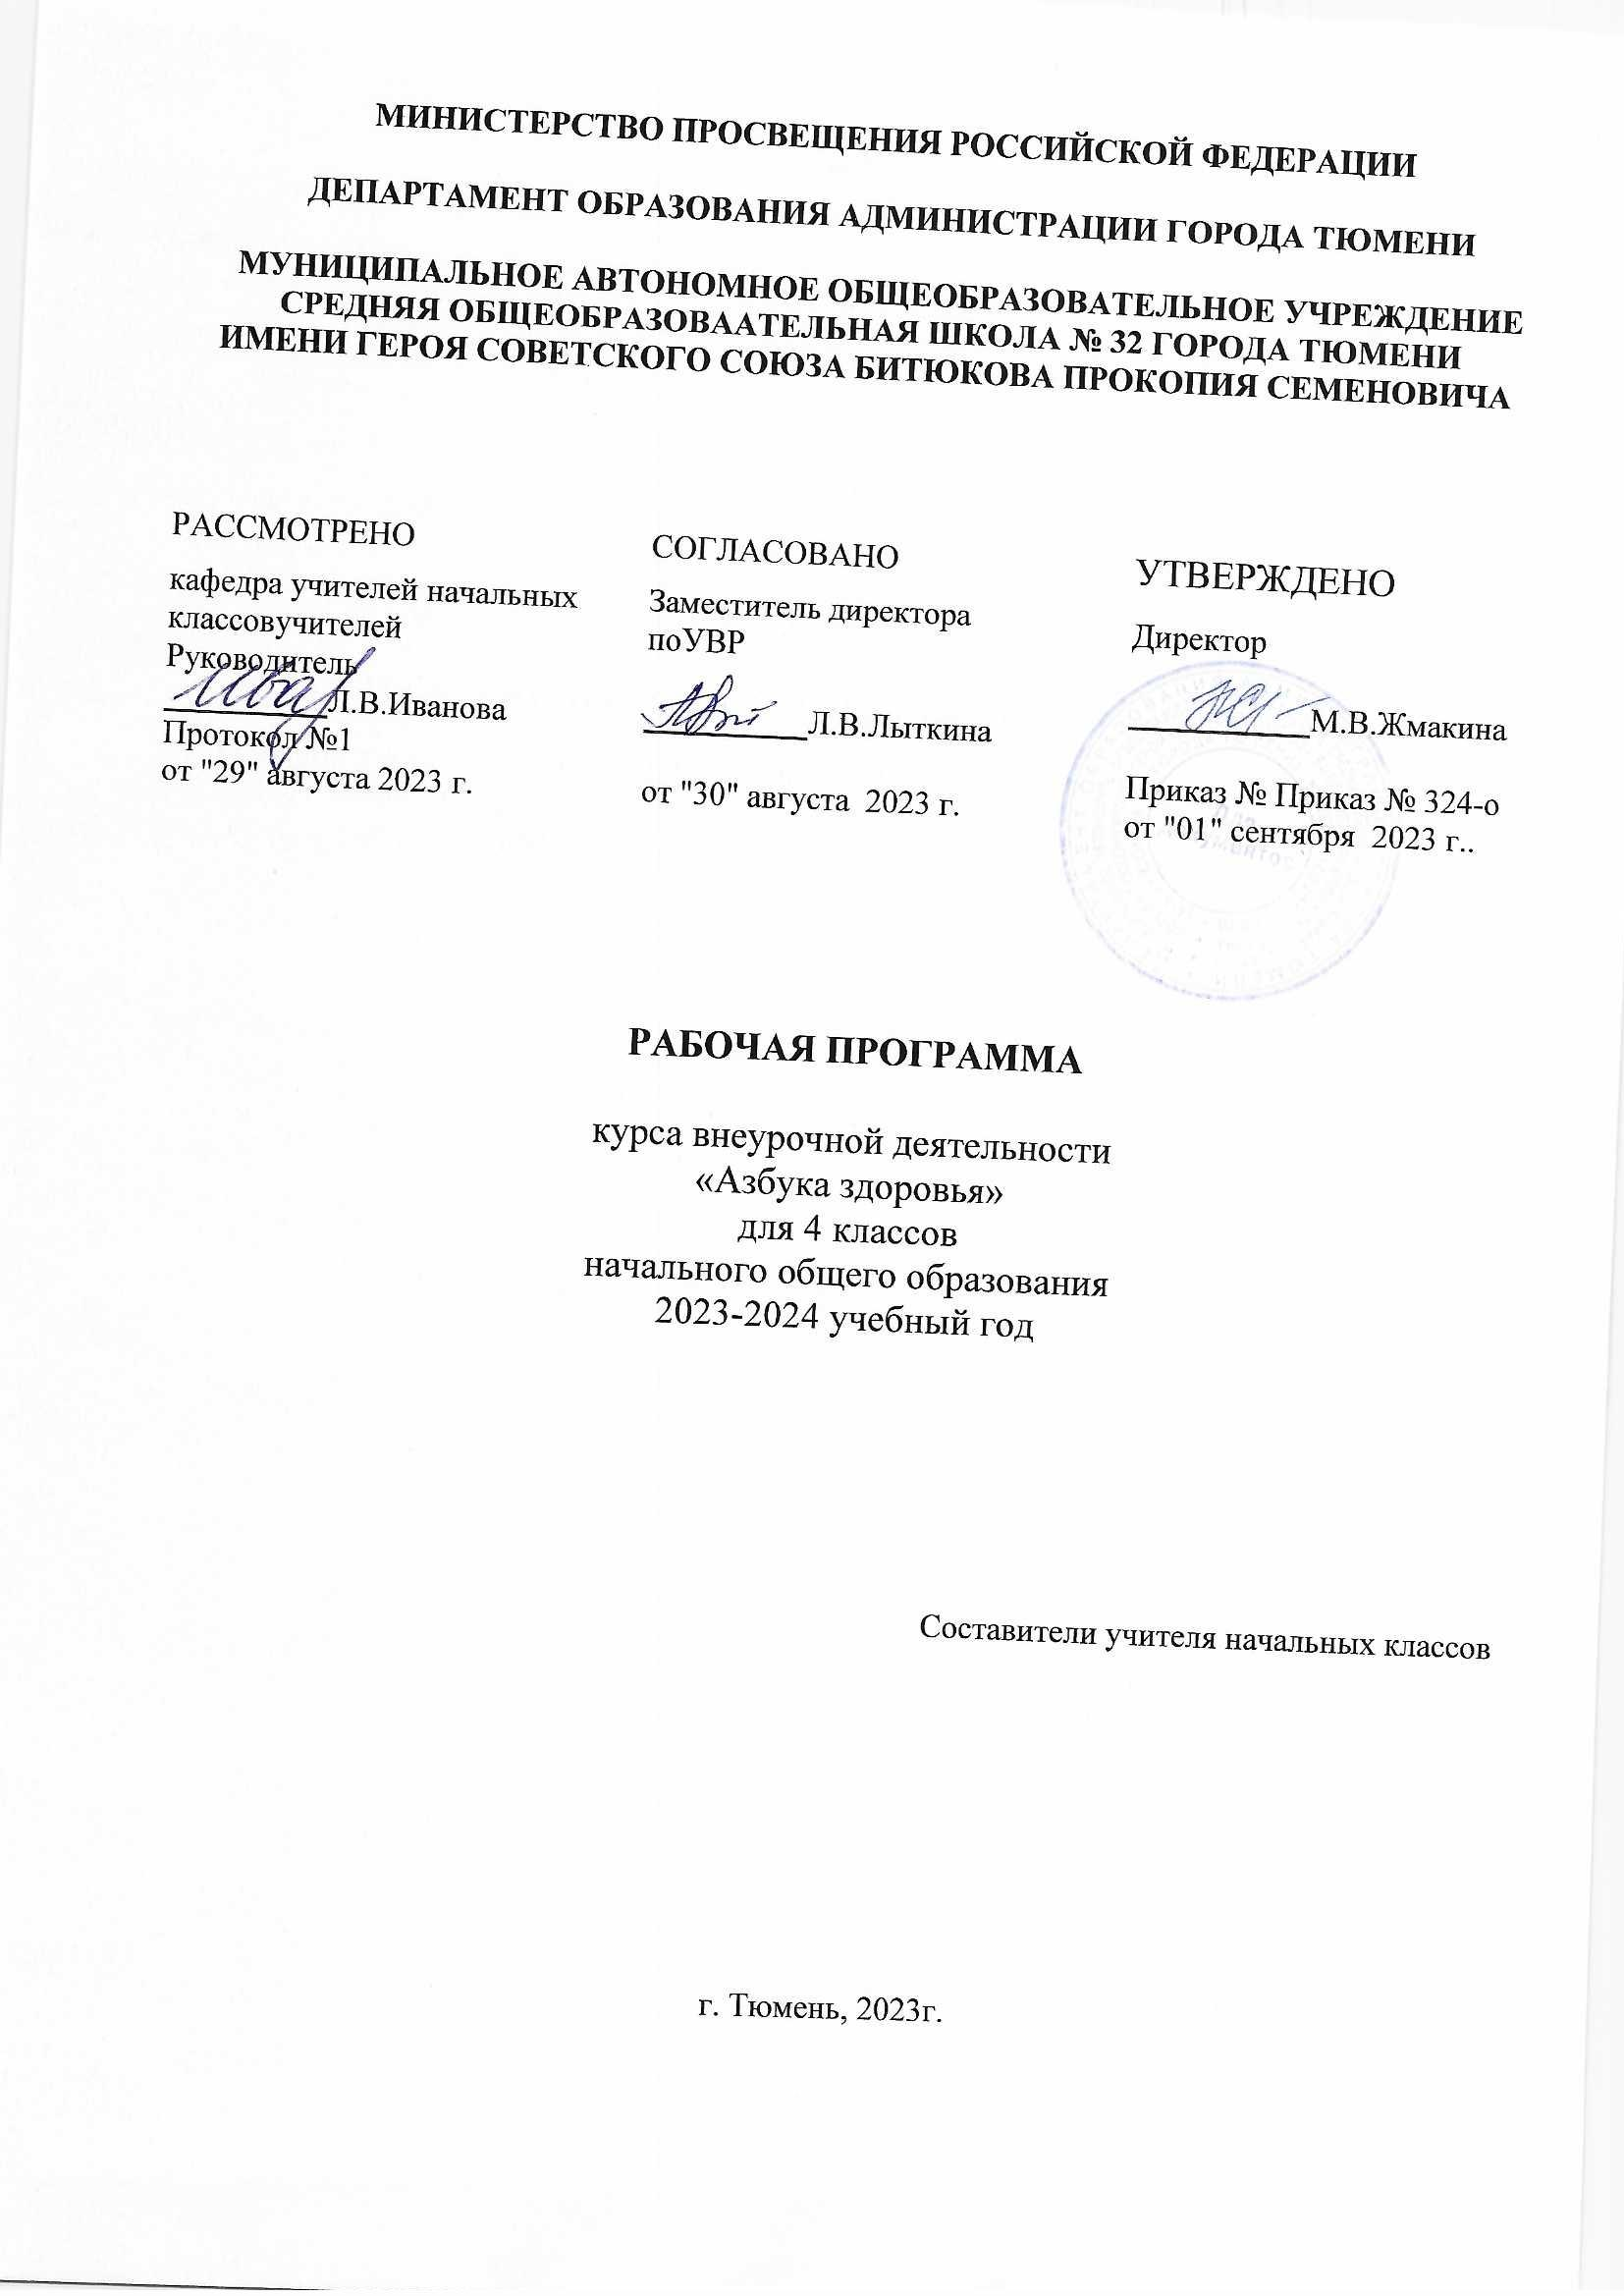 МИНИСТЕРСТВО ПРОСВЕЩЕНИЯ РОССИЙСКОЙ ФЕДЕРАЦИИ
ДЕПАРТАМЕНТ ОБРАЗОВАНИЯ АДМИНИСТРАЦИИ ГОРОДА ТЮМЕНИ
МУНИЦИПАЛЬНОЕ АВТОНОМНОЕ ОБЩЕОБРАЗОВАТЕЛЬНОЕ УЧРЕЖДЕНИЕ
СРЕДНЯЯ ОБЩЕОБРАЗОВААТЕЛЬНАЯ ШКОЛА № 32 ГОРОДА ТЮМЕНИ
ИМЕНИ ГЕРОЯ СОВЕТСКОГО СОЮЗА БИТЮКОВА ПРОКОПИЯ СЕМЕНОВИЧА
РАССМОТРЕНО
кафедра учителей начальных
классовучителей
Руководитель
Л.В.Иванова
Протокол №1
от "29" августа 2023 г.
СОГЛАСОВАНО
Заместитель директора
поУВР
Л.В.Лыткина
от "30" августа 2023 г.
УТВЕРЖДЕНО
Директор
М.В.Жмакина
Приказ № Приказ № 324-о
от "01" сентября 2023 г..
РАБОЧАЯ ПРОГРАММА
курса внеурочной деятельности
«Азбука здоровья»
для 4 классов
начального общего образования
2023-2024 учебный год
Составители учителя начальных классов
г. Тюмень, 2023г.